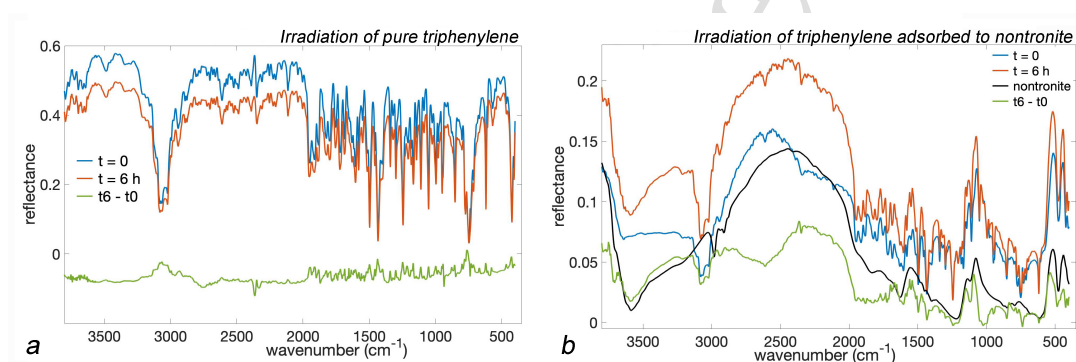 Irradiation of pure triphenylene
0.6
0.4
0.2
0
reflectance
t = 0
t = 6 h
t6 - t0
3500 3000 2500 2000 1500 1000 500
wavenumber (cm-1)
a
Irradiation of triphenylene adsorbed to nontronite
0.2
0.15
0.1
0.05
0
reflectance
t = 0
t = 6 h
nontronite
t6 - t0
3500 3000 2500 2000 1500 1000 500
wavenumber (cm-1)
b